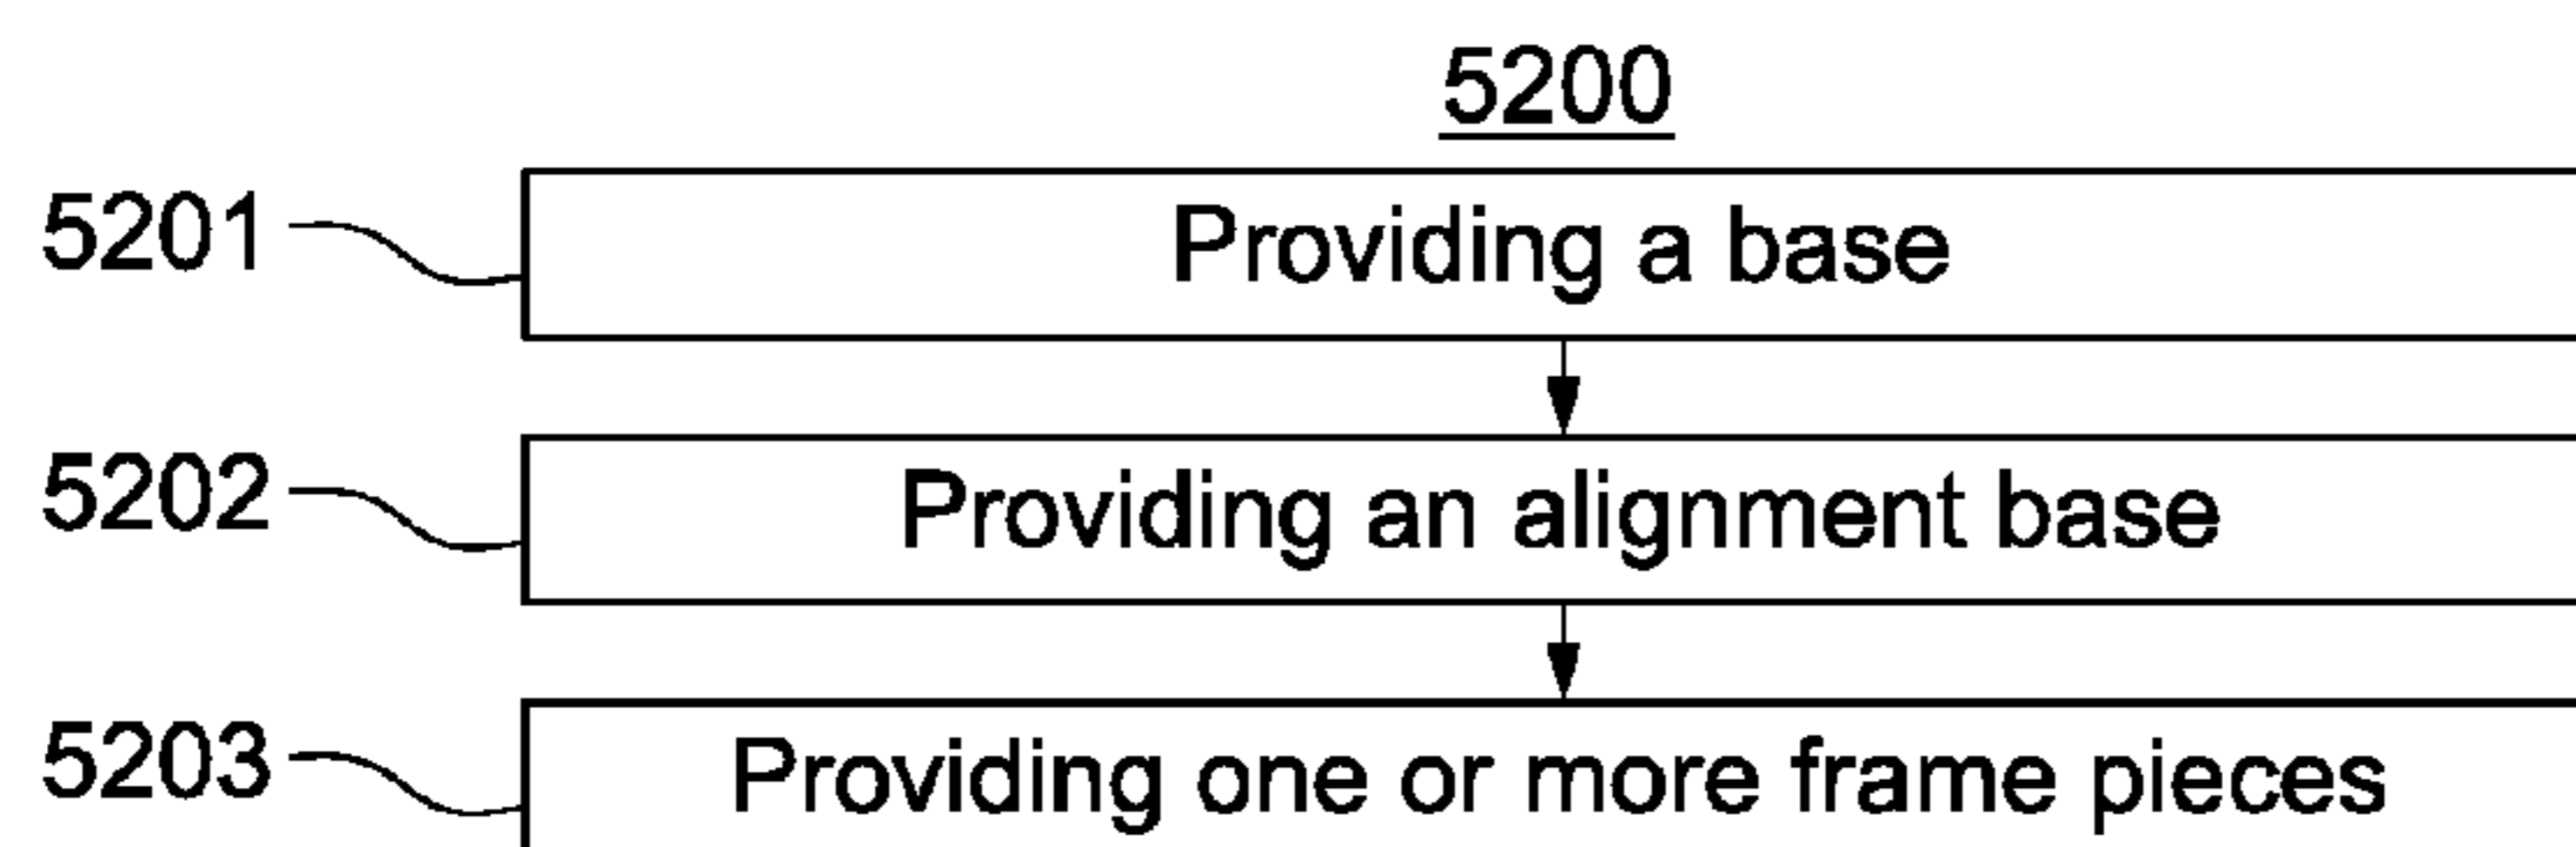 5200
5201 Providing a base
5202 Providing an alignment base
5203 Providing one or more frame pieces